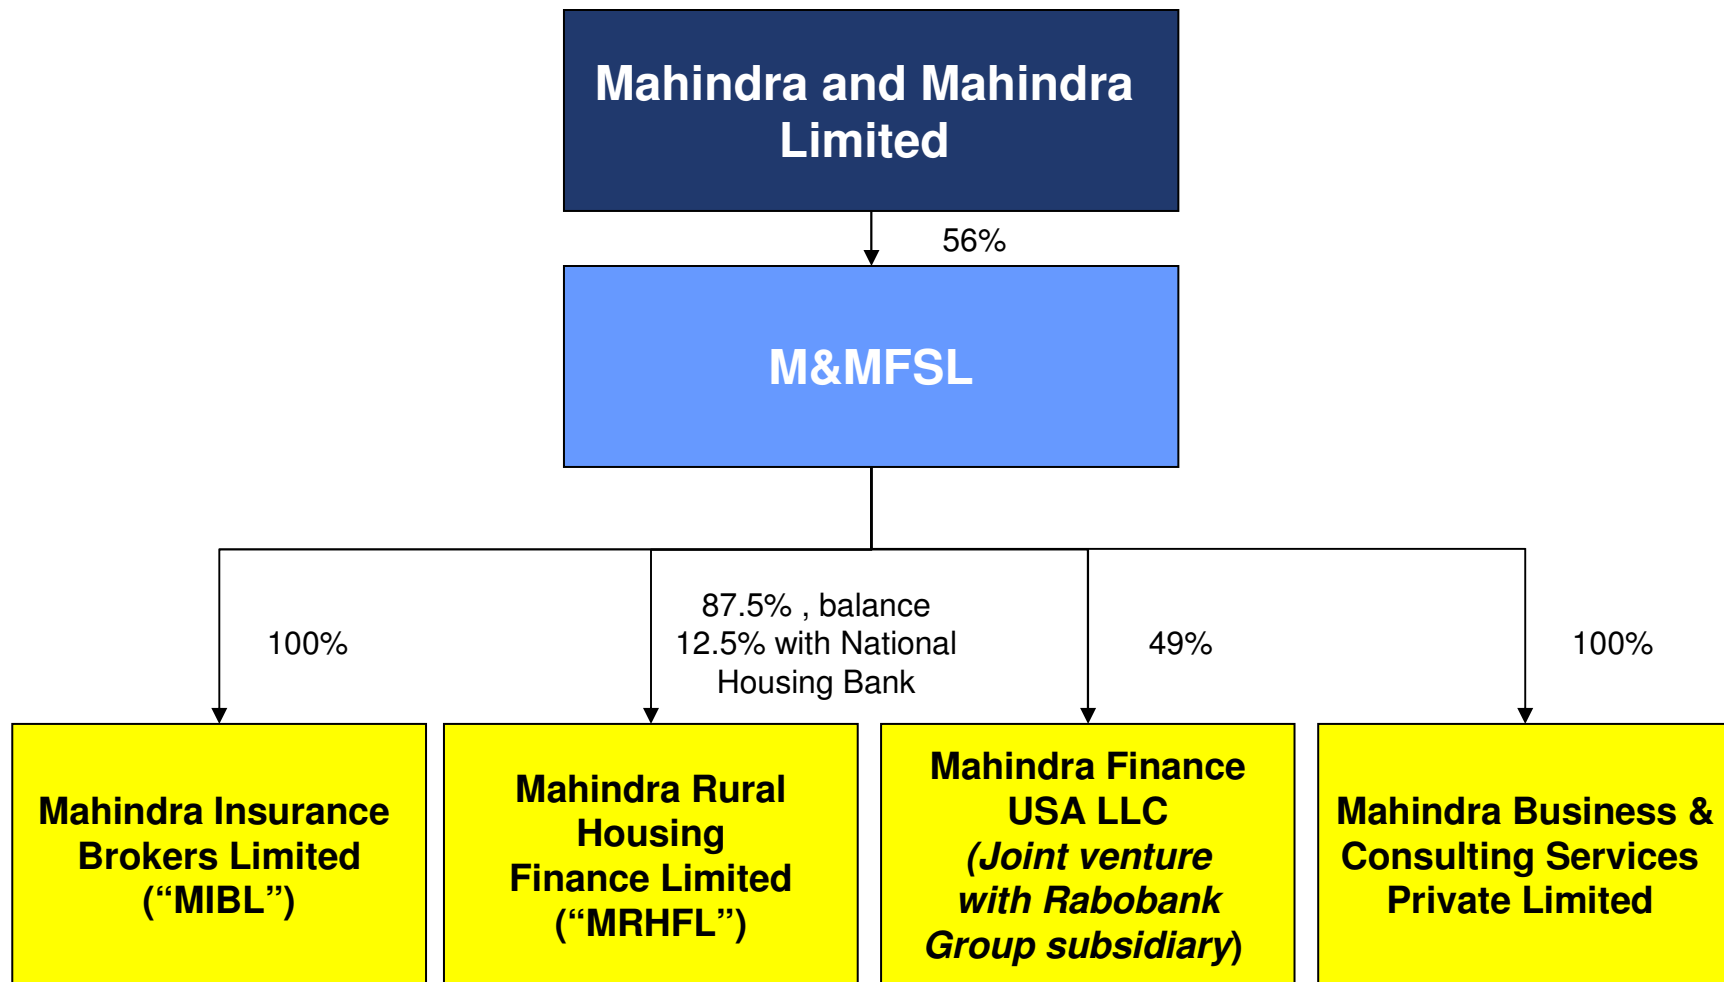 Mahindra and Mahindra
Limited
56%
M&MFSL
100%
87.5% , balance
12.5% with National
Housing Bank
49%
100%
Mahindra Insurance
Brokers Limited
(“MIBL”)
Mahindra Rural
Housing
Finance Limited
(“MRHFL”)
Mahindra Finance
USA LLC
(Joint venture
with Rabobank
Group subsidiary)
Mahindra Business &
Consulting Services
Private Limited